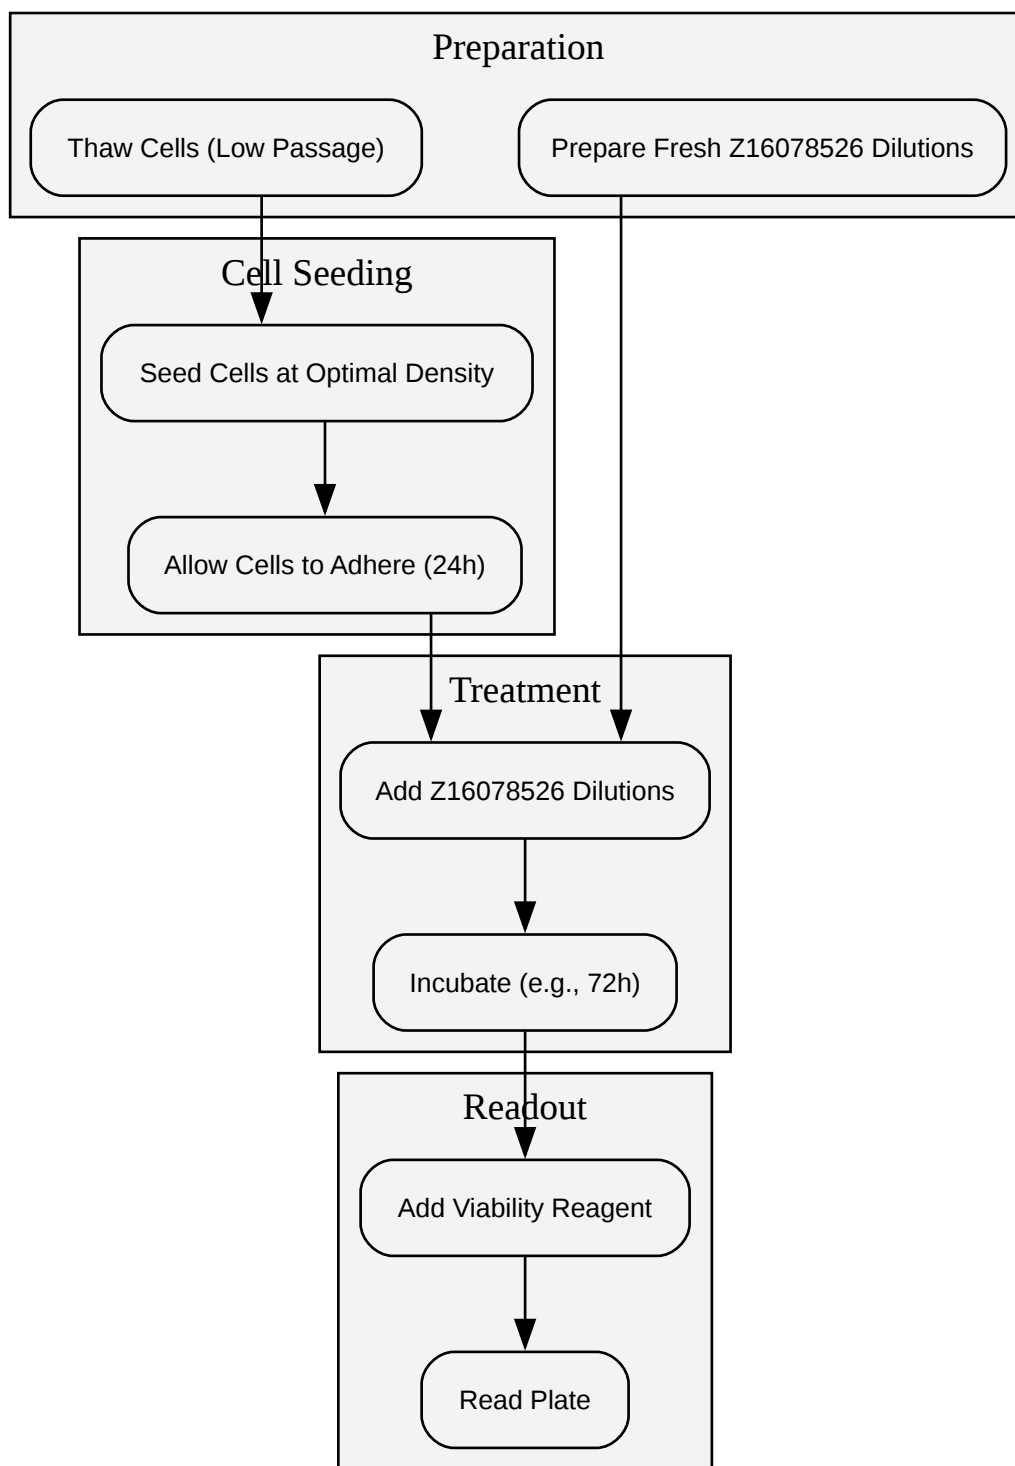 Preparation
Thaw Cells (Low Passage)
Prepare Fresh Z16078526 Dilutions
Cell Seeding
Seed Cells at Optimal Density
Allow Cells to Adhere (24h)
Treatment
Add Z16078526 Dilutions
Incubate (e.g., 72h)
Readout
Add Viability Reagent
Read Plate